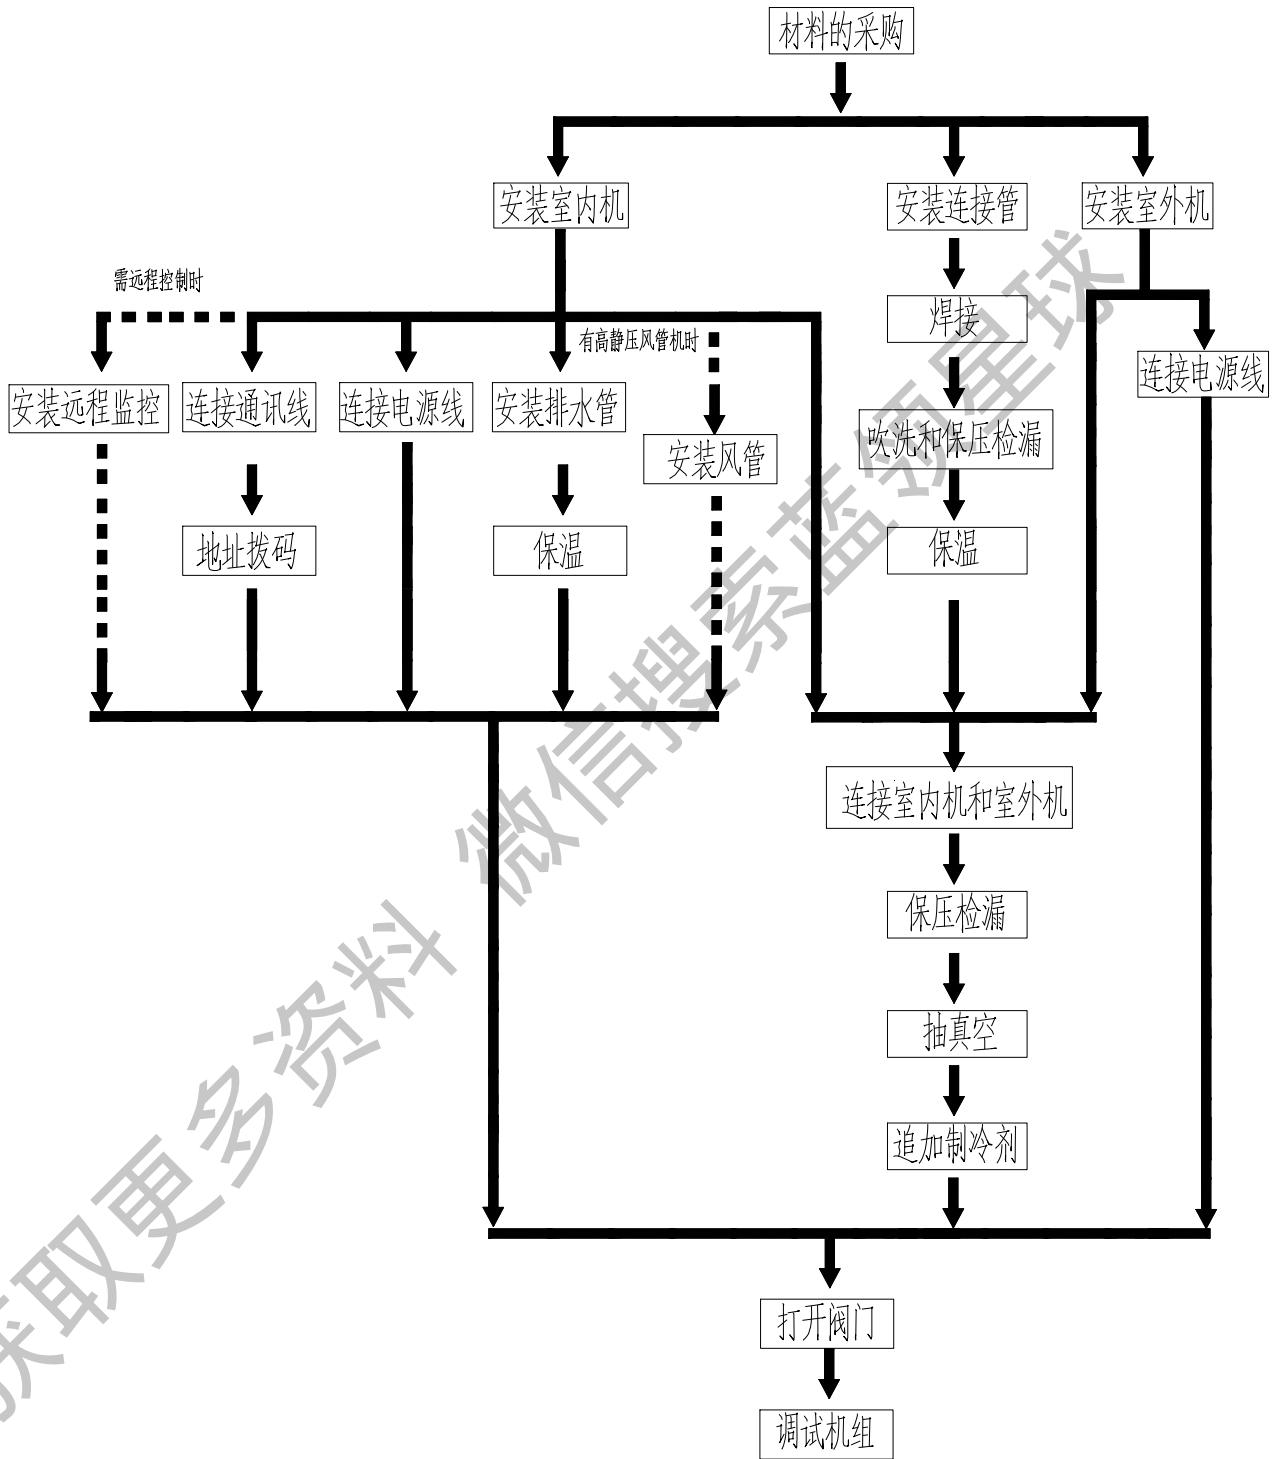 材料的采购
安装室内机
安装连接管
安装室外机
需远程控制时
有高静压风管机时
焊接
连接电源线
安装远程监控
连接通讯线
连接电源线
安装排水管
安装风管
吹洗和保压检漏
地址拨码
保温
保温
连接室内机和室外机
保压检漏
抽真空
追加制冷剂
打开阀门
调试机组
获取更多资料 微信搜索蓝领星球